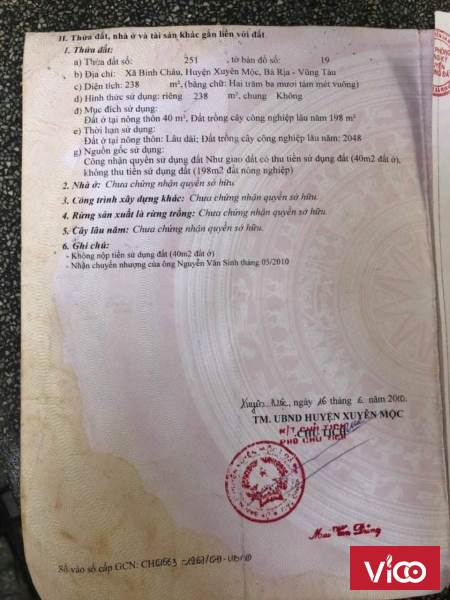 II. Thửa đất, nhà ở và tài sản khác gắn liền với đất
1. Thửa đất:
a) Thửa đất số: 251 , tờ bản đồ số: 19
b) Địa chỉ: Xã Bình Châu, Huyện Xuyên Mộc, Bà Rịa - Vũng Tàu
c) Diện tích: 238 m², (bằng chữ: Hai trăm ba mươi tám mét vuông)
d) Hình thức sử dụng: riêng 238 m², chung Không
đ) Mục đích sử dụng:
Đất ở tại nông thôn 40 m², Đất trồng cây công nghiệp lâu năm 198 m²
e) Thời hạn sử dụng:
Đất ở tại nông thôn: Lâu dài; Đất trồng cây công nghiệp lâu năm: 2048
g) Nguồn gốc sử dụng:
Công nhận quyền sử dụng đất Như giao đất có thu tiền sử dụng đất (40m2 đất ở),
không thu tiền sử dụng đất (198m2 đất nông nghiệp)
2. Nhà ở: Chưa chứng nhận quyền sở hữu.
3. Công trình xây dựng khác: Chưa chứng nhận quyền sở hữu.
4. Rừng sản xuất là rừng trồng: Chưa chứng nhận quyền sở hữu.
5. Cây lâu năm: Chưa chứng nhận quyền sở hữu.
6. Ghi chú:
- Không nộp tiền sử dụng đất (40m2 đất ở)
- Nhận chuyển nhượng của ông Nguyễn Văn Sinh tháng 05/2010
Xuyên Mộc, ngày 16 tháng 6 năm 2010
TM. UBND HUYỆN XUYÊN MỘC
CHỦ TỊCH
K/T CHỦ TỊCH
PHÓ CHỦ TỊCH
Mai Văn Dũng
Số vào sổ cấp GCN: CH
VICO